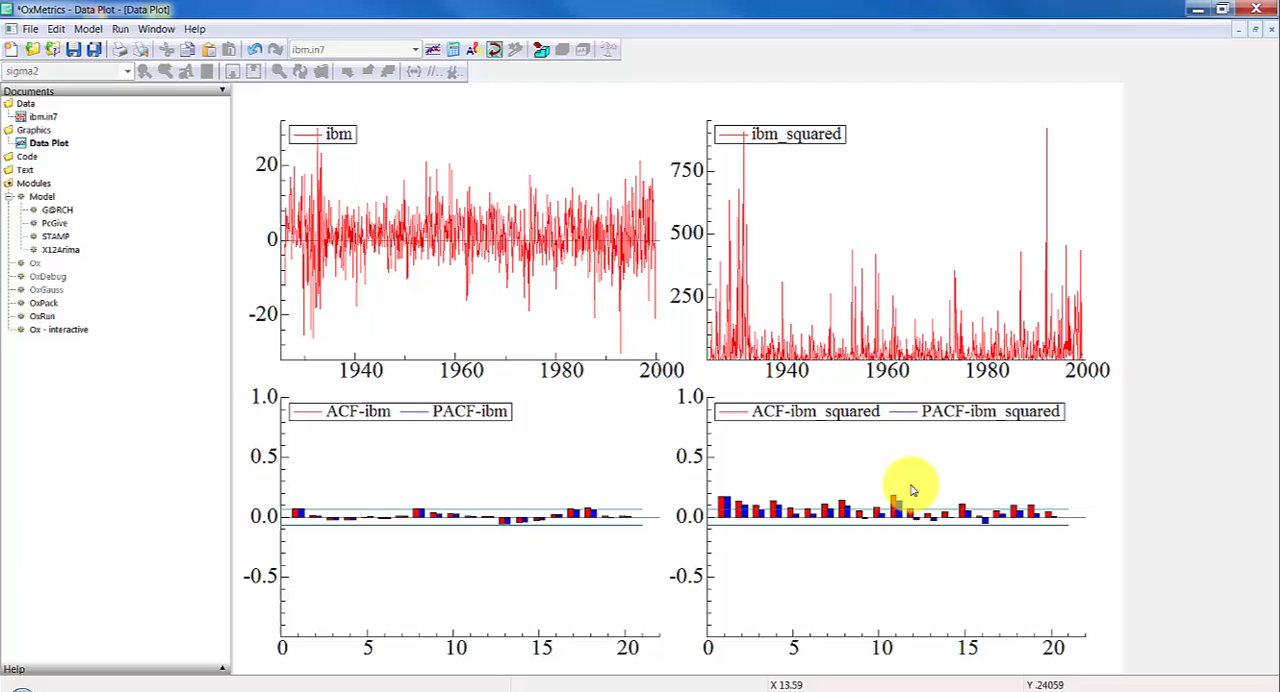 *OxMetrics - Data Plot - [Data Plot]
File Edit Model Run Window Help
ibm.in7
sigma2
Documents
Data
ibm.in7
Graphics
Data Plot
Code
Text
Modules
Model
G@RCH
PcGive
STAMP
X12Arima
Ox
OxDebug
OxGauss
OxPack
OxRun
Ox - interactive
Help
ibm
20
0
-20
1940 1960 1980 2000
ibm_squared
750
500
250
1940 1960 1980 2000
1.0 ACF-ibm PACF-ibm
0.5
0.0
-0.5
0 5 10 15 20
1.0 ACF-ibm_squared PACF-ibm_squared
0.5
0.0
-0.5
0 5 10 15 20
X 13.59 Y .24059